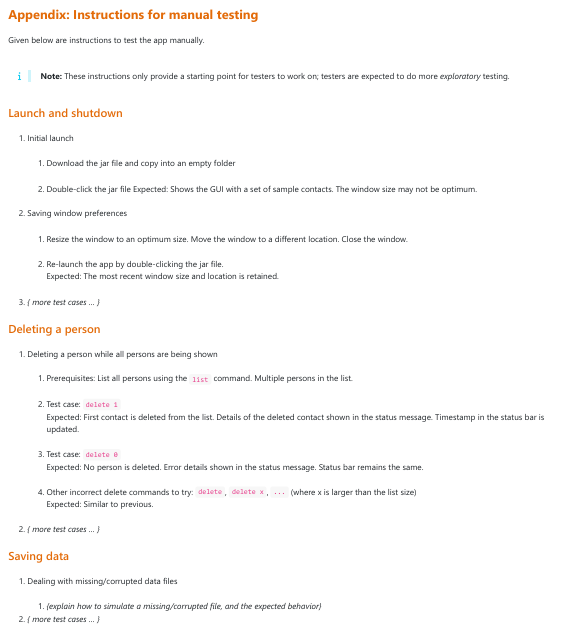 Appendix: Instructions for manual testing
Given below are instructions to test the app manually.
i Note: These instructions only provide a starting point for testers to work on; testers are expected to do more exploratory testing.
Launch and shutdown
1. Initial launch
1. Download the jar file and copy into an empty folder
2. Double-click the jar file Expected: Shows the GUI with a set of sample contacts. The window size may not be optimum.
2. Saving window preferences
1. Resize the window to an optimum size. Move the window to a different location. Close the window.
2. Re-launch the app by double-clicking the jar file.
Expected: The most recent window size and location is retained.
3. { more test cases … }
Deleting a person
1. Deleting a person while all persons are being shown
1. Prerequisites: List all persons using the list command. Multiple persons in the list.
2. Test case: delete 1
Expected: First contact is deleted from the list. Details of the deleted contact shown in the status message. Timestamp in the status bar is
updated.
3. Test case: delete 0
Expected: No person is deleted. Error details shown in the status message. Status bar remains the same.
4. Other incorrect delete commands to try: delete, delete x, ... (where x is larger than the list size)
Expected: Similar to previous.
2. { more test cases … }
Saving data
1. Dealing with missing/corrupted data files
1. {explain how to simulate a missing/corrupted file, and the expected behavior}
2. { more test cases … }